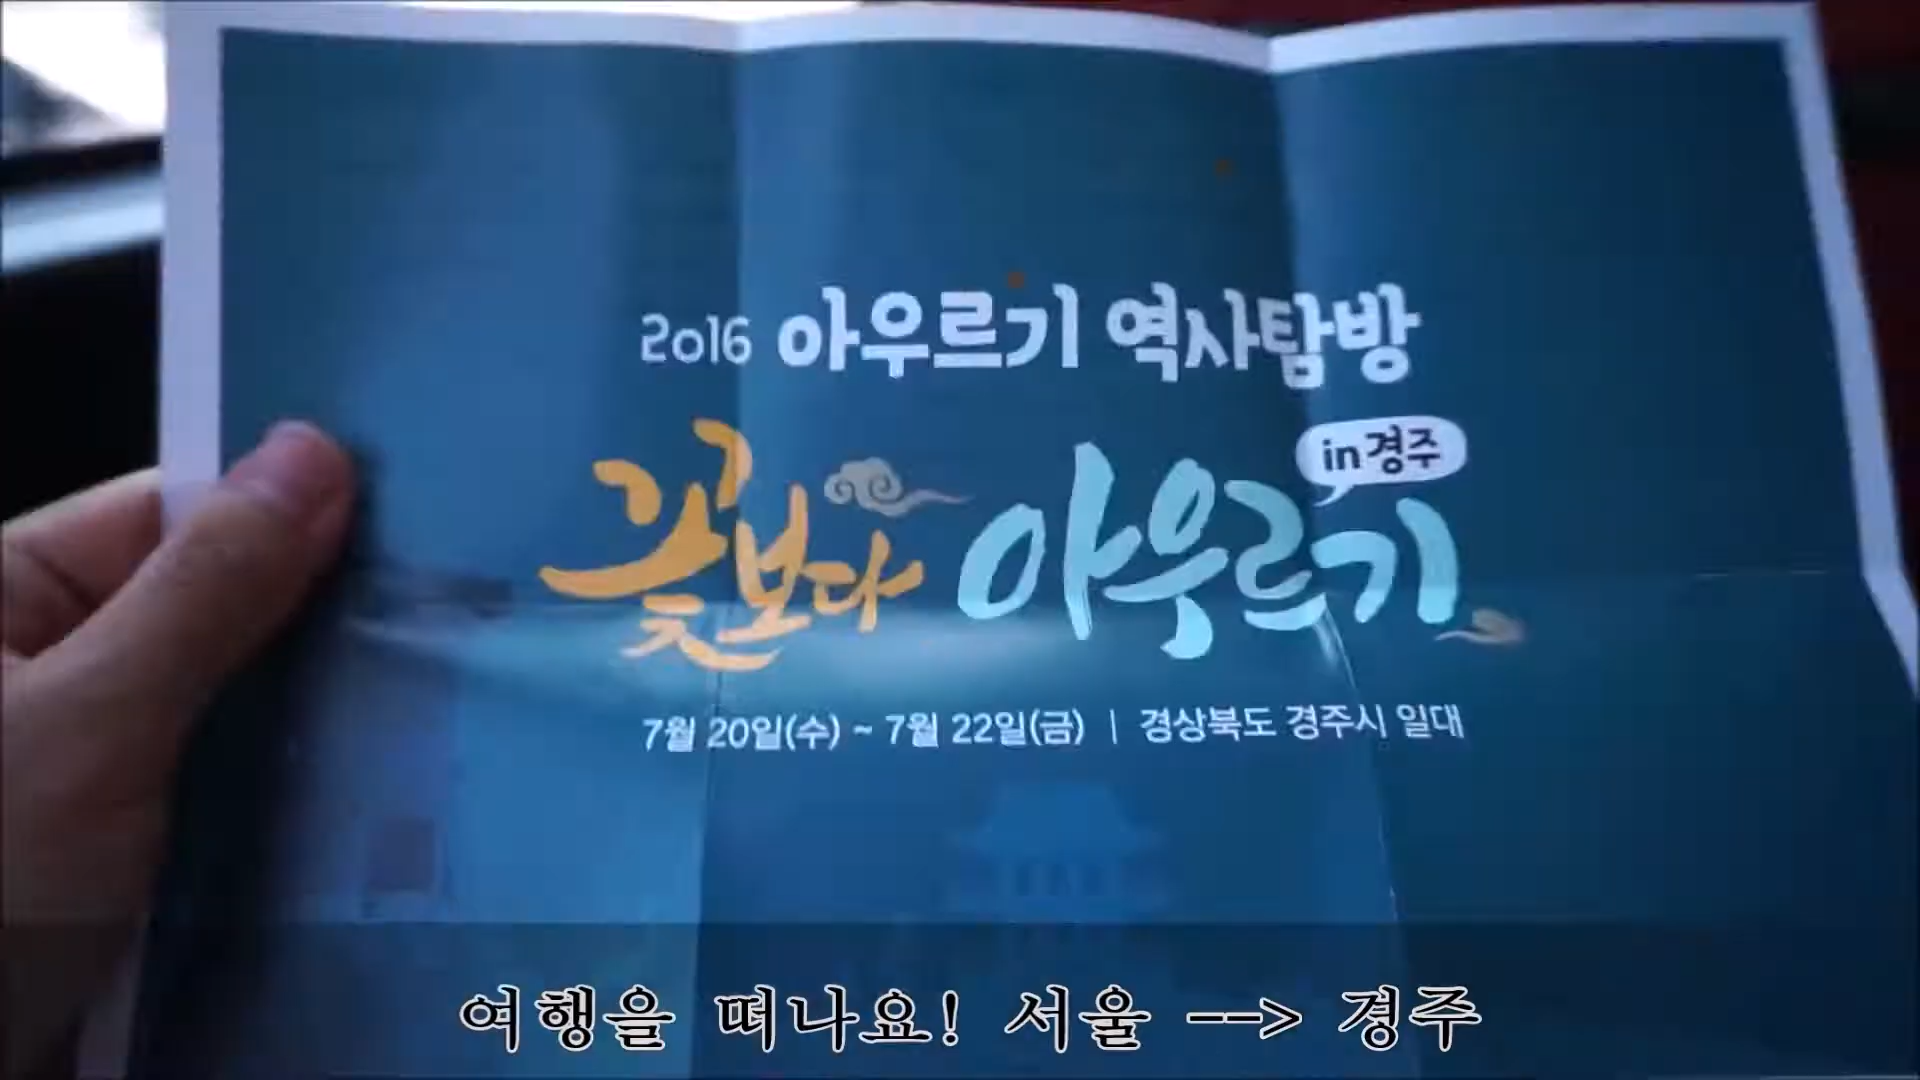 2016 아우르기 역사탐방
in 경주
꽃보다 아우르기
7월 20일(수) ~ 7월 22일(금) | 경상북도 경주시 일대
여행을 떠나요! 서울 --> 경주